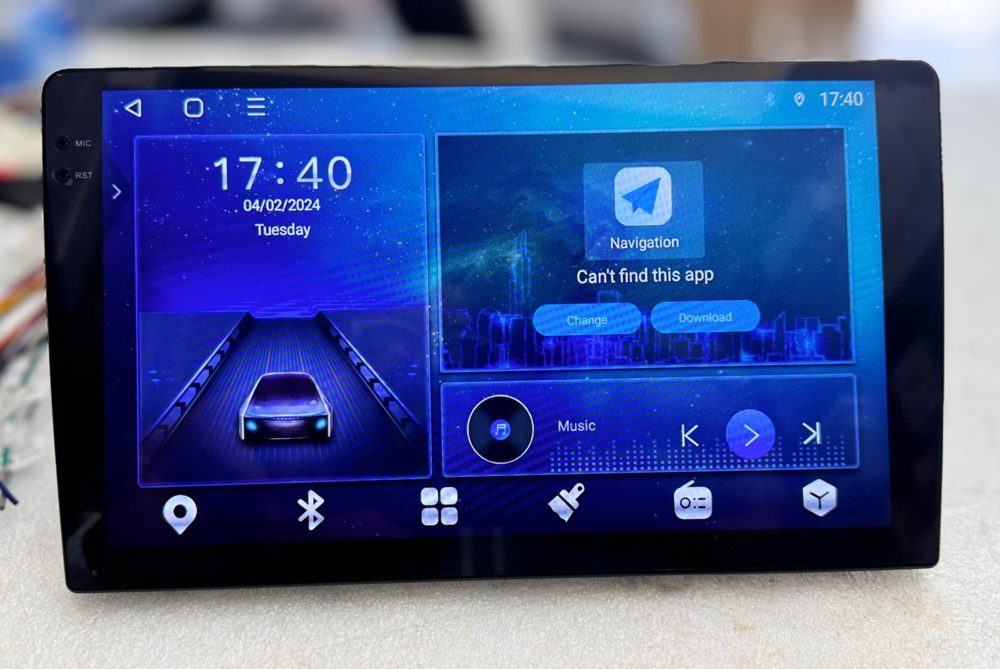 17:40
MIC
RST
17:40
04/02/2024
Tuesday
Navigation
Can't find this app
Change
Download
Music